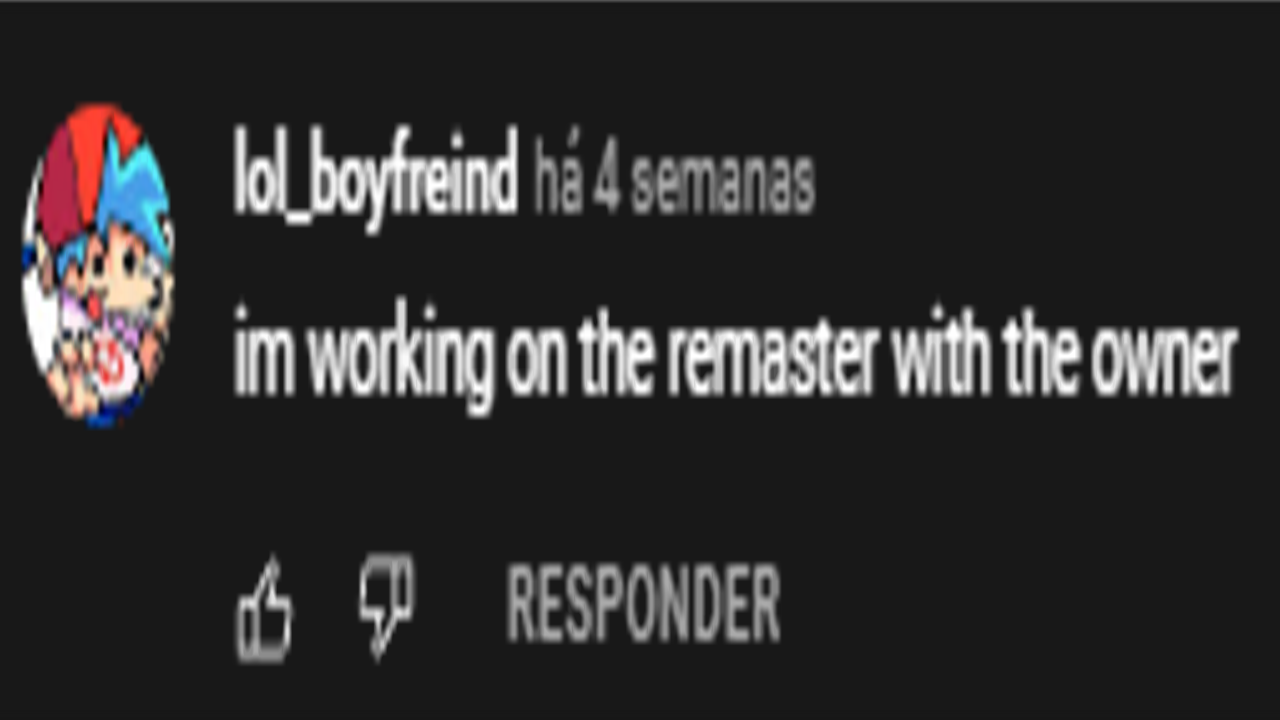 lol_boyfreind há 4 semanas
im working on the remaster with the owner
RESPONDER